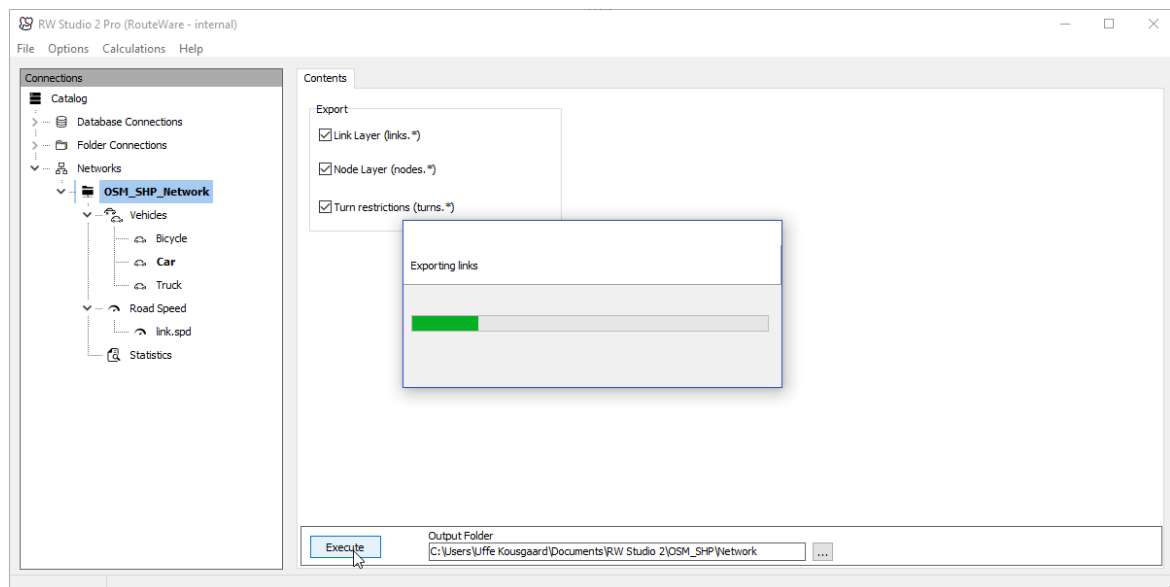 RW Studio 2 Pro (RouteWare - internal)
File Options Calculations Help
Connections
Catalog
Database Connections
Folder Connections
Networks
OSM_SHP_Network
Vehicles
Bicycle
Car
Truck
Road Speed
link.spd
Statistics
Contents
Export
Link Layer (links.*)
Node Layer (nodes.*)
Turn restrictions (turns.*)
Exporting links
Execute
Output Folder
C:\Users\Uffe Kousgaard\Documents\RW Studio 2\OSM_SHP\Network
...